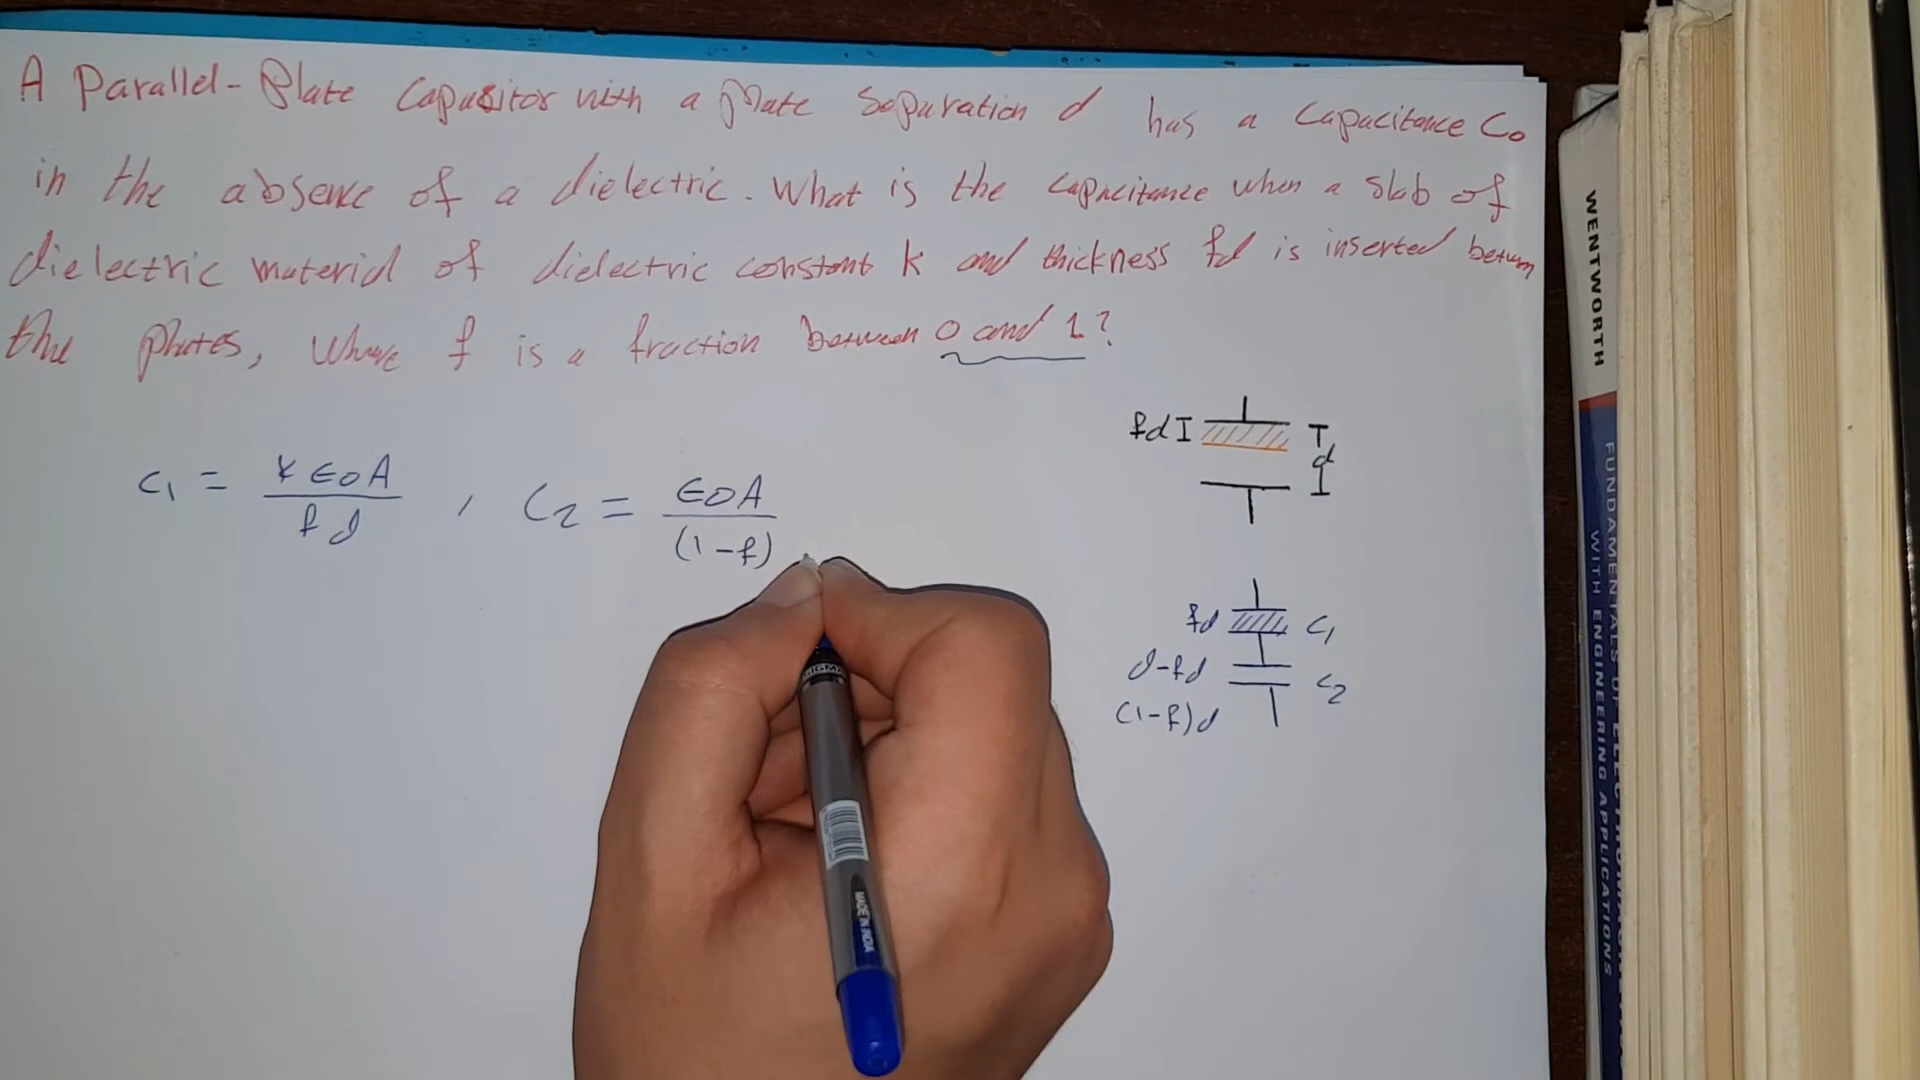 A Parallel-Plate Capasitor with a plate separation d has a capacitance C₀
in the absence of a dielectric. What is the capacitance when a slab of
dielectric material of dielectric constant k and thickness fd is inserted between
the plates, where f is a fraction between 0 and 1?
C₁ = kϵ₀A / fd , C₂ = ϵ₀A / (1-f)
fd
d
fd C₁
d-fd C₂
(1-f)d
SIGMA
MADE IN INDIA
WENTWORTH
FUNDAMENTALS OF ELECTROMAGNETICS
WITH ENGINEERING APPLICATIONS